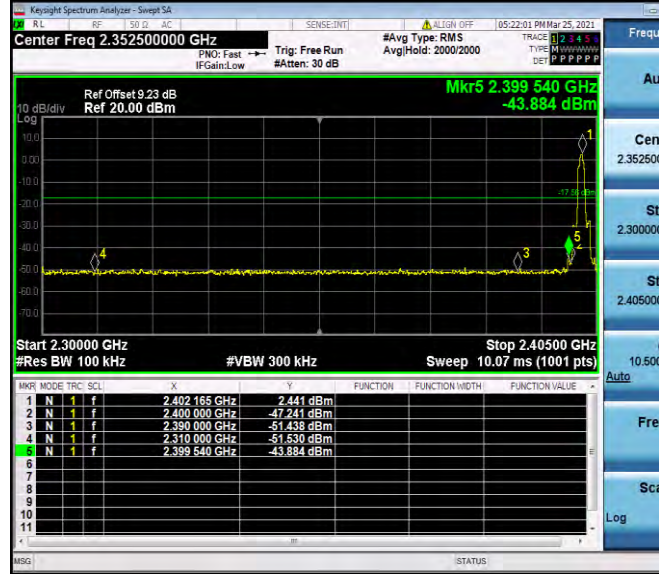 Keysight Spectrum Analyzer - Swept SA
RL RF 50 Ω AC SENSE:INT ALIGN OFF 05:22:01 PM Mar 25, 2021
Center Freq 2.352500000 GHz #Avg Type: RMS TRACE 1 2 3 4 5 6
PNO: Fast Trig: Free Run Avg|Hold: 2000/2000 TYPE M W W W W W
IFGain:Low #Atten: 30 dB DET P P P P P P
Mkr5 2.399 540 GHz
Ref Offset 9.23 dB
10 dB/div Ref 20.00 dBm -43.884 dBm
Log
10.0
0.00
-10.0
-17.56 dBm
-20.0
-30.0
-40.0
-50.0
-60.0
-70.0
1
5
2
3
4
Start 2.30000 GHz Stop 2.40500 GHz
#Res BW 100 kHz #VBW 300 kHz Sweep 10.07 ms (1001 pts)
MKR MODE TRC SCL X Y FUNCTION FUNCTION WIDTH FUNCTION VALUE
1 N 1 f 2.402 165 GHz 2.441 dBm
2 N 1 f 2.400 000 GHz -47.241 dBm
3 N 1 f 2.390 000 GHz -51.438 dBm
4 N 1 f 2.310 000 GHz -51.530 dBm
5 N 1 f 2.399 540 GHz -43.884 dBm
6
7
8
9
10
11
MSG STATUS
Frequ
Au
Cen
2.352500
St
2.300000
St
2.405000
10.500
Auto
Fre
Sca
Log